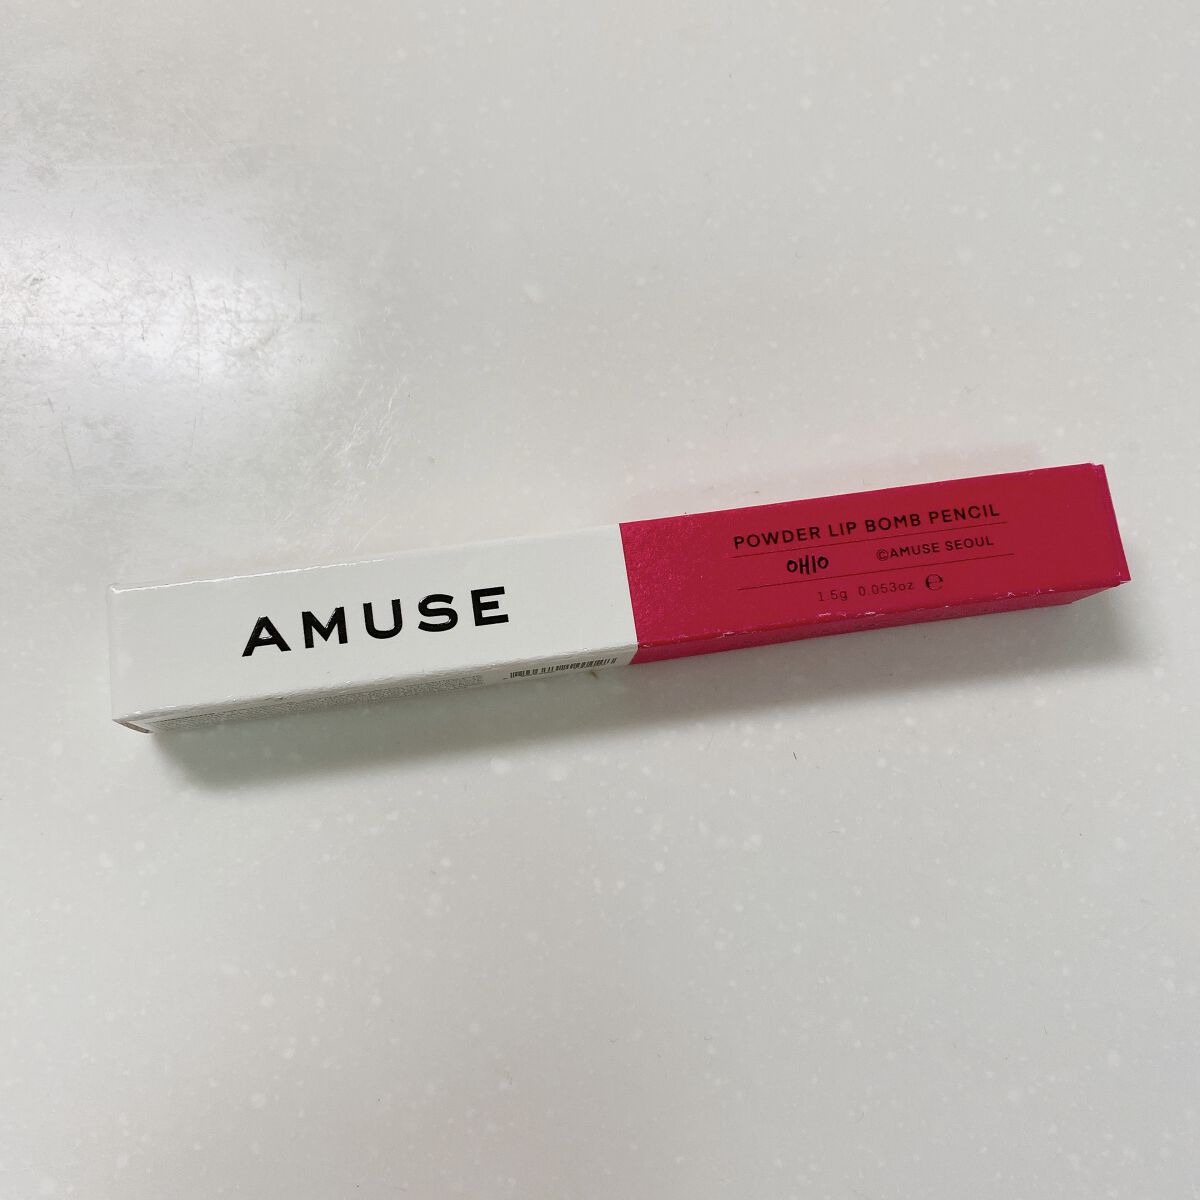 AMUSE
POWDER LIP BOMB PENCIL
OHIO ©AMUSE SEOUL
1.5g 0.053oz ℮